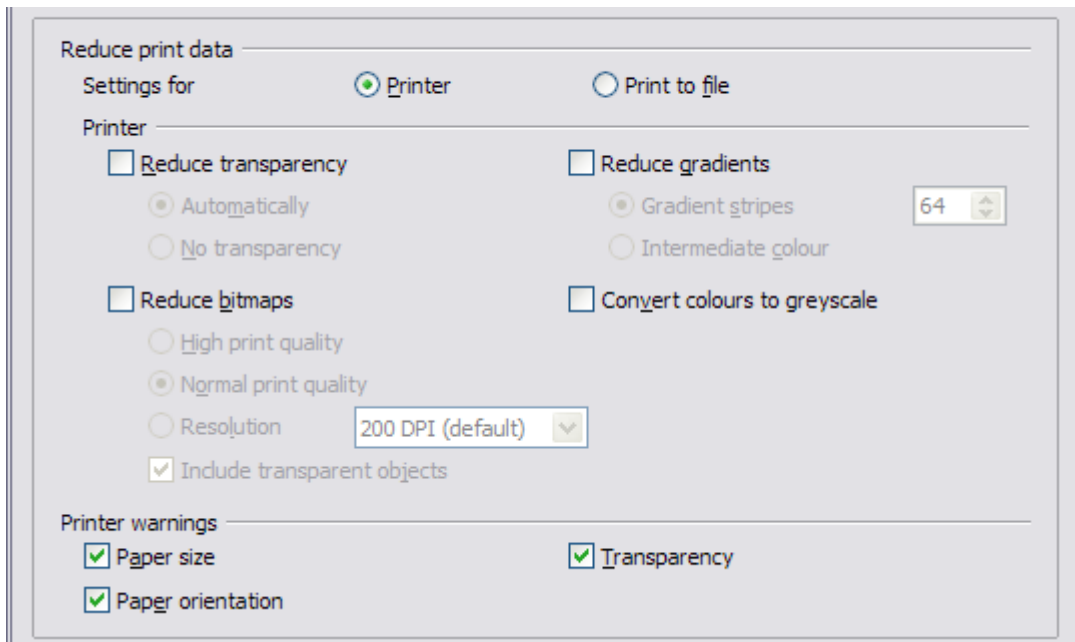 Reduce print data
Settings for Printer Print to file
Printer
Reduce transparency Reduce gradients
Automatically Gradient stripes 64
No transparency Intermediate colour
Reduce bitmaps Convert colours to greyscale
High print quality
Normal print quality
Resolution 200 DPI (default)
Include transparent objects
Printer warnings
Paper size Transparency
Paper orientation